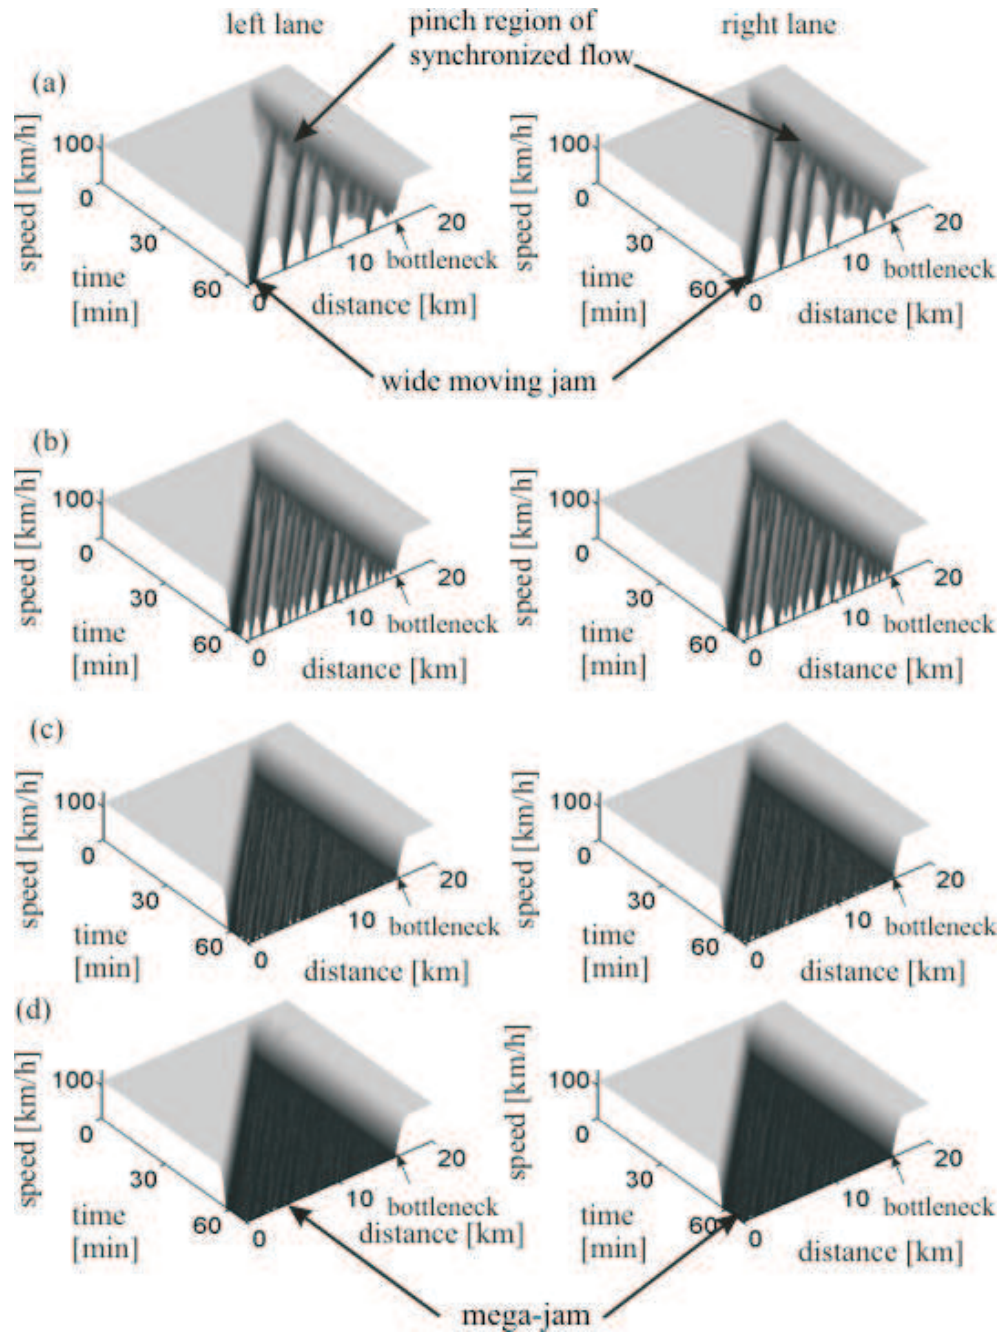 left lane
pinch region of
synchronized flow
right lane
(a)
speed [km/h]
100
0
30
60
time
[min]
0
10
20
bottleneck
distance [km]
speed [km/h]
100
0
30
60
time
[min]
0
10
20
bottleneck
distance [km]
wide moving jam
(b)
speed [km/h]
100
0
30
60
time
[min]
0
10
20
bottleneck
distance [km]
speed [km/h]
100
0
30
60
time
[min]
0
10
20
bottleneck
distance [km]
(c)
speed [km/h]
100
0
30
60
time
[min]
0
10
20
bottleneck
distance [km]
speed [km/h]
100
0
30
60
time
[min]
0
10
20
bottleneck
distance [km]
(d)
speed [km/h]
100
0
30
60
time
[min]
0
10
20
bottleneck
distance [km]
speed [km/h]
100
0
30
60
time
[min]
0
10
20
bottleneck
distance [km]
mega-jam